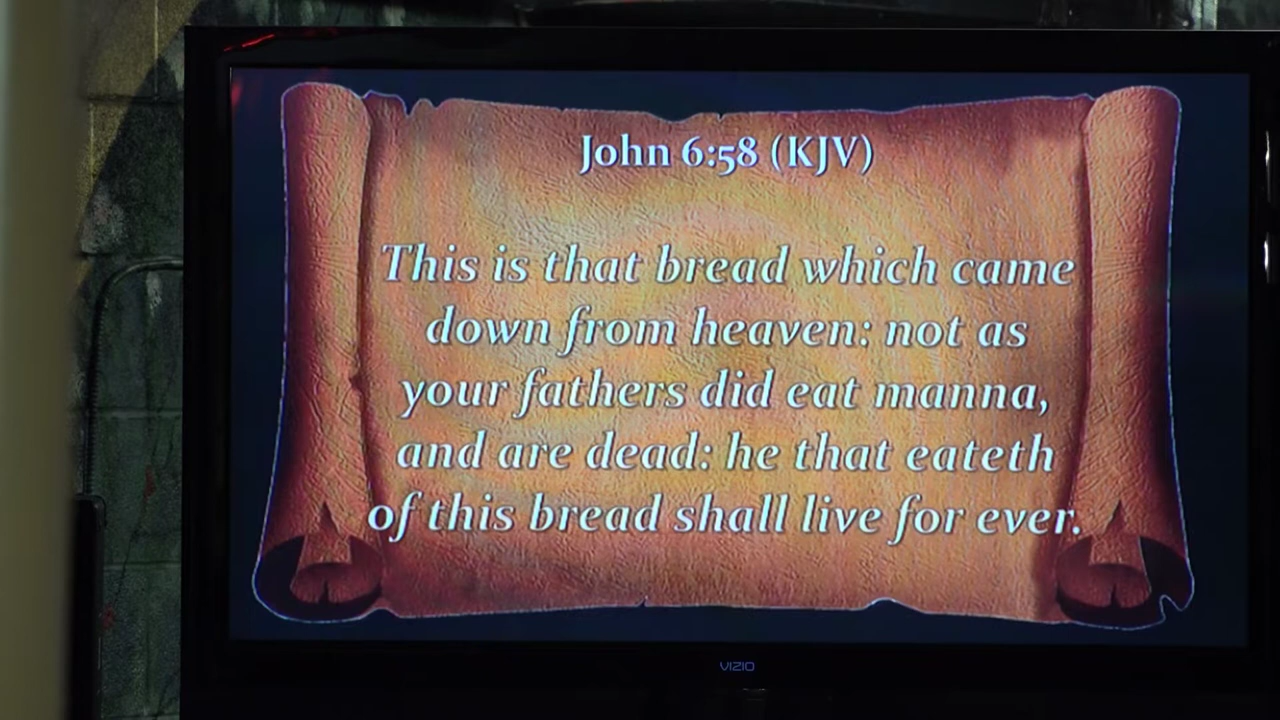 John 6:58 (KJV)
This is that bread which came
down from heaven: not as
your fathers did eat manna,
and are dead: he that eateth
of this bread shall live for ever.
VIZIO